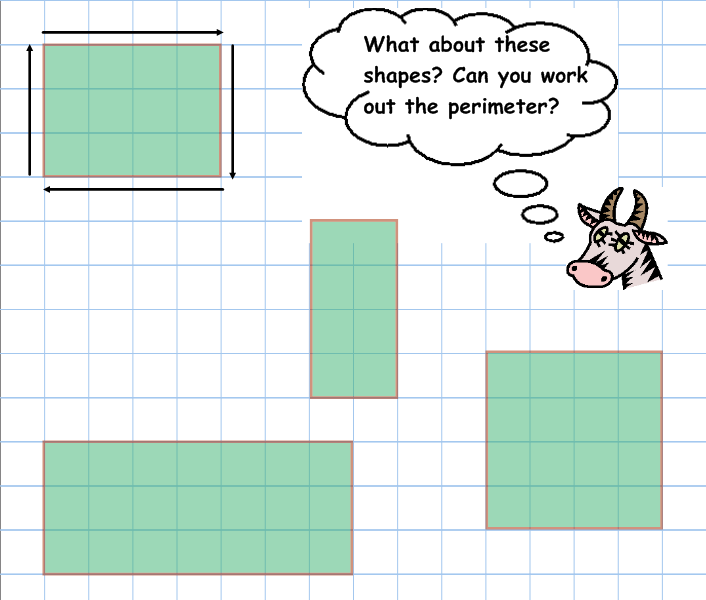 What about these
shapes? Can you work
out the perimeter?